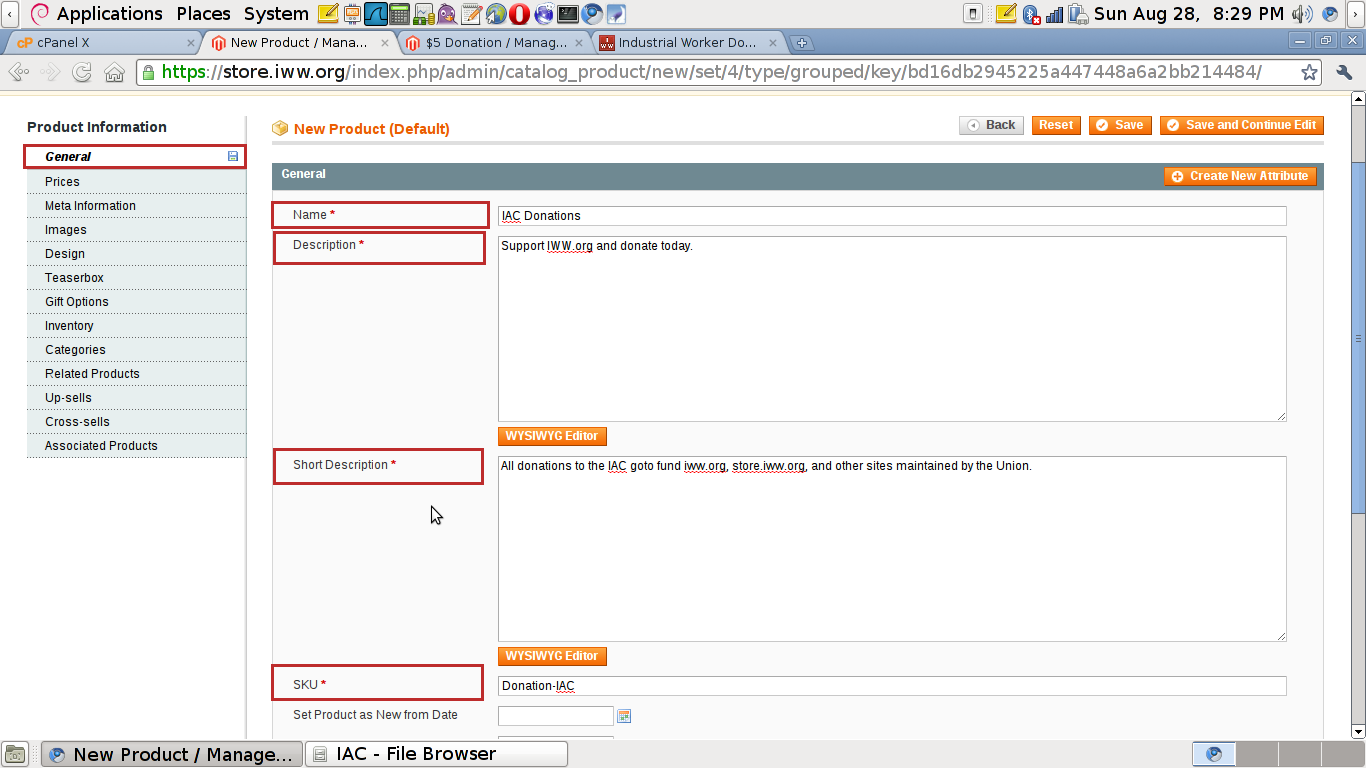 Applications Places System Sun Aug 28, 8:29 PM
cPanel X New Product / Mana... $5 Donation / Manag... Industrial Worker Do...
https://store.iww.org/index.php/admin/catalog_product/new/set/4/type/grouped/key/bd16db2945225a447448a6a2bb214484/
Product Information
General
Prices
Meta Information
Images
Design
Teaserbox
Gift Options
Inventory
Categories
Related Products
Up-sells
Cross-sells
Associated Products
New Product (Default) Back Reset Save Save and Continue Edit
General Create New Attribute
Name * IAC Donations
Description * Support IWW.org and donate today.
WYSIWYG Editor
Short Description * All donations to the IAC goto fund iww.org, store.iww.org, and other sites maintained by the Union.
WYSIWYG Editor
SKU * Donation-IAC
Set Product as New from Date
New Product / Manage... IAC - File Browser